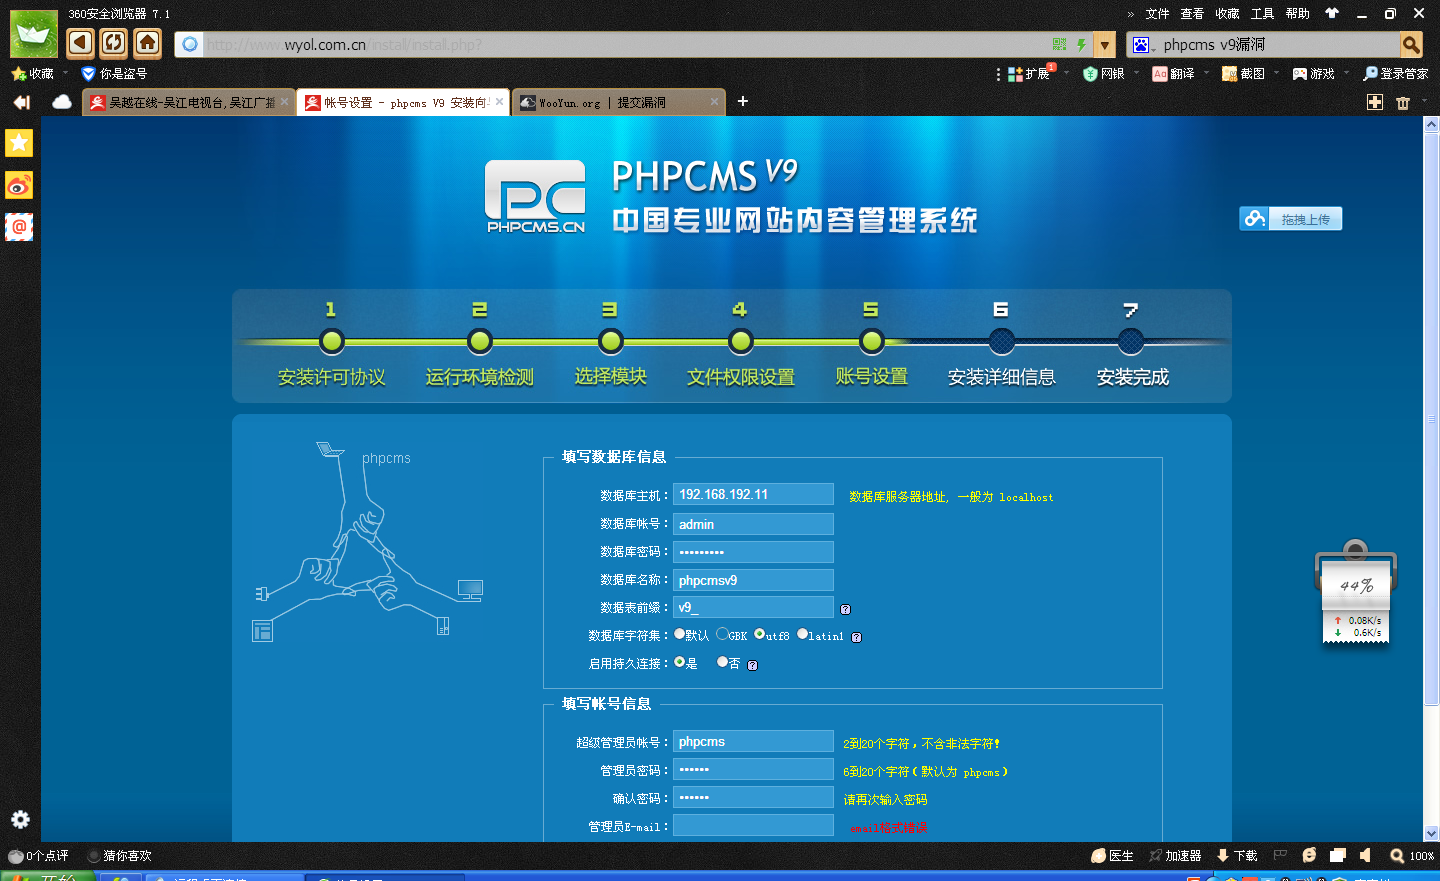 360安全浏览器 7.1
» 文件 查看 收藏 工具 帮助
http://www.wyol.com.cn/install/install.php?
phpcms v9漏洞
收藏 你是盗号
扩展 1 网银 翻译 截图 游戏 登录管家
吴越在线-吴江电视台,吴江广播
帐号设置 - phpcms V9 安装向导
WooYun.org | 提交漏洞
PC
PHPCMS.CN
PHPCMS V9
中国专业网站内容管理系统
拖拽上传
1 2 3 4 5 6 7
安装许可协议 运行环境检测 选择模块 文件权限设置 账号设置 安装详细信息 安装完成
phpcms
填写数据库信息
数据库主机： 192.168.192.11 数据库服务器地址, 一般为 localhost
数据库帐号： admin
数据库密码： •••••••••
数据库名称： phpcmsv9
数据表前缀： v9_ ?
数据库字符集： 默认 GBK utf8 latin1 ?
启用持久连接： 是 否 ?
填写帐号信息
超级管理员帐号： phpcms 2到20个字符，不含非法字符！
管理员密码： •••••• 6到20个字符（默认为 phpcms）
确认密码： •••••• 请再次输入密码
管理员E-mail： -mail格式错误
44%
0.08K/s
0.6K/s
0个点评 猜你喜欢
医生 加速器 下载 100%
开始